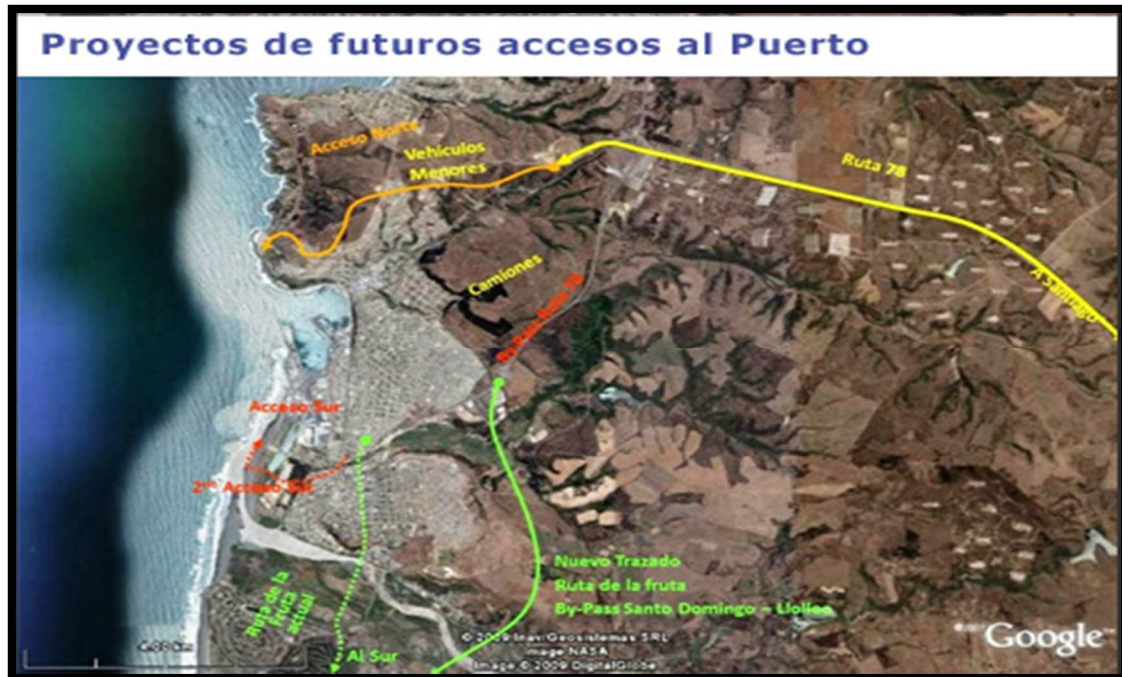 Proyectos de futuros accesos al Puerto
Acceso Norte
Vehículos
Menores
Ruta 78
A Santiago
Camiones
By-Pass Ruta 78
Acceso Sur
2do Acceso Sur
Nuevo Trazado
Ruta de la fruta
By-Pass Santo Domingo – Llolleo
Ruta de la
Fruta
actual
Al Sur
© 2009 Inav/Geosistemas SRL
Image NASA
Image © 2009 DigitalGlobe
Google